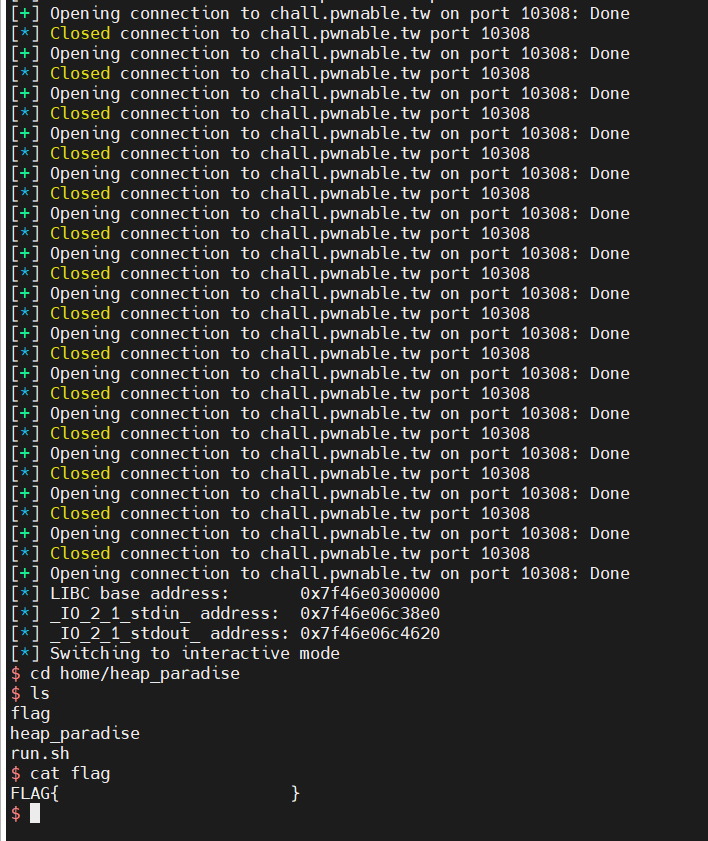 [+] Opening connection to chall.pwnable.tw on port 10308: Done
[*] Closed connection to chall.pwnable.tw port 10308
[+] Opening connection to chall.pwnable.tw on port 10308: Done
[*] Closed connection to chall.pwnable.tw port 10308
[+] Opening connection to chall.pwnable.tw on port 10308: Done
[*] Closed connection to chall.pwnable.tw port 10308
[+] Opening connection to chall.pwnable.tw on port 10308: Done
[*] Closed connection to chall.pwnable.tw port 10308
[+] Opening connection to chall.pwnable.tw on port 10308: Done
[*] Closed connection to chall.pwnable.tw port 10308
[+] Opening connection to chall.pwnable.tw on port 10308: Done
[*] Closed connection to chall.pwnable.tw port 10308
[+] Opening connection to chall.pwnable.tw on port 10308: Done
[*] Closed connection to chall.pwnable.tw port 10308
[+] Opening connection to chall.pwnable.tw on port 10308: Done
[*] Closed connection to chall.pwnable.tw port 10308
[+] Opening connection to chall.pwnable.tw on port 10308: Done
[*] Closed connection to chall.pwnable.tw port 10308
[+] Opening connection to chall.pwnable.tw on port 10308: Done
[*] Closed connection to chall.pwnable.tw port 10308
[+] Opening connection to chall.pwnable.tw on port 10308: Done
[*] Closed connection to chall.pwnable.tw port 10308
[+] Opening connection to chall.pwnable.tw on port 10308: Done
[*] Closed connection to chall.pwnable.tw port 10308
[+] Opening connection to chall.pwnable.tw on port 10308: Done
[*] Closed connection to chall.pwnable.tw port 10308
[+] Opening connection to chall.pwnable.tw on port 10308: Done
[*] Closed connection to chall.pwnable.tw port 10308
[+] Opening connection to chall.pwnable.tw on port 10308: Done
[*] LIBC base address:       0x7f46e0300000
[*] _IO_2_1_stdin_ address:  0x7f46e06c38e0
[*] _IO_2_1_stdout_ address: 0x7f46e06c4620
[*] Switching to interactive mode
$ cd home/heap_paradise
$ ls
flag
heap_paradise
run.sh
$ cat flag
FLAG{                       }
$